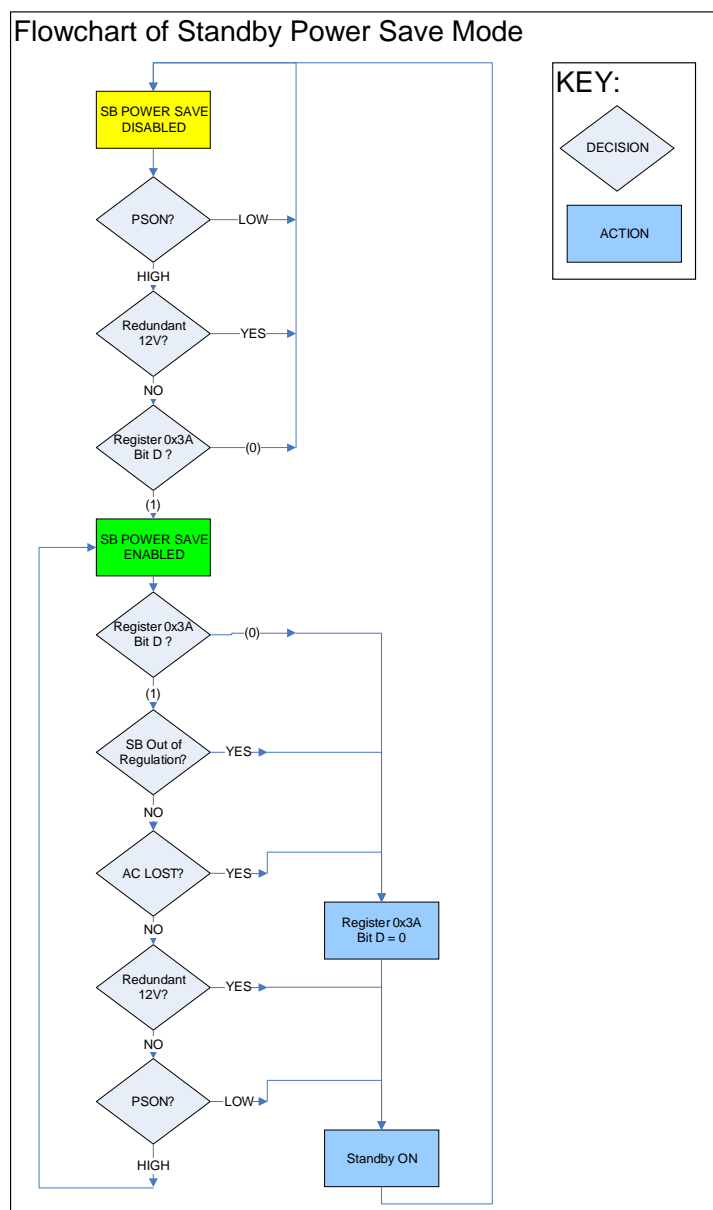 Flowchart of Standby Power Save Mode
KEY:
DECISION
ACTION
SB POWER SAVE
DISABLED
PSON?
LOW
HIGH
Redundant
12V?
YES
NO
Register 0x3A
Bit D ?
(0)
(1)
SB POWER SAVE
ENABLED
Register 0x3A
Bit D ?
(0)
(1)
SB Out of
Regulation?
YES
NO
AC LOST?
YES
NO
Register 0x3A
Bit D = 0
Redundant
12V?
YES
NO
PSON?
LOW
HIGH
Standby ON